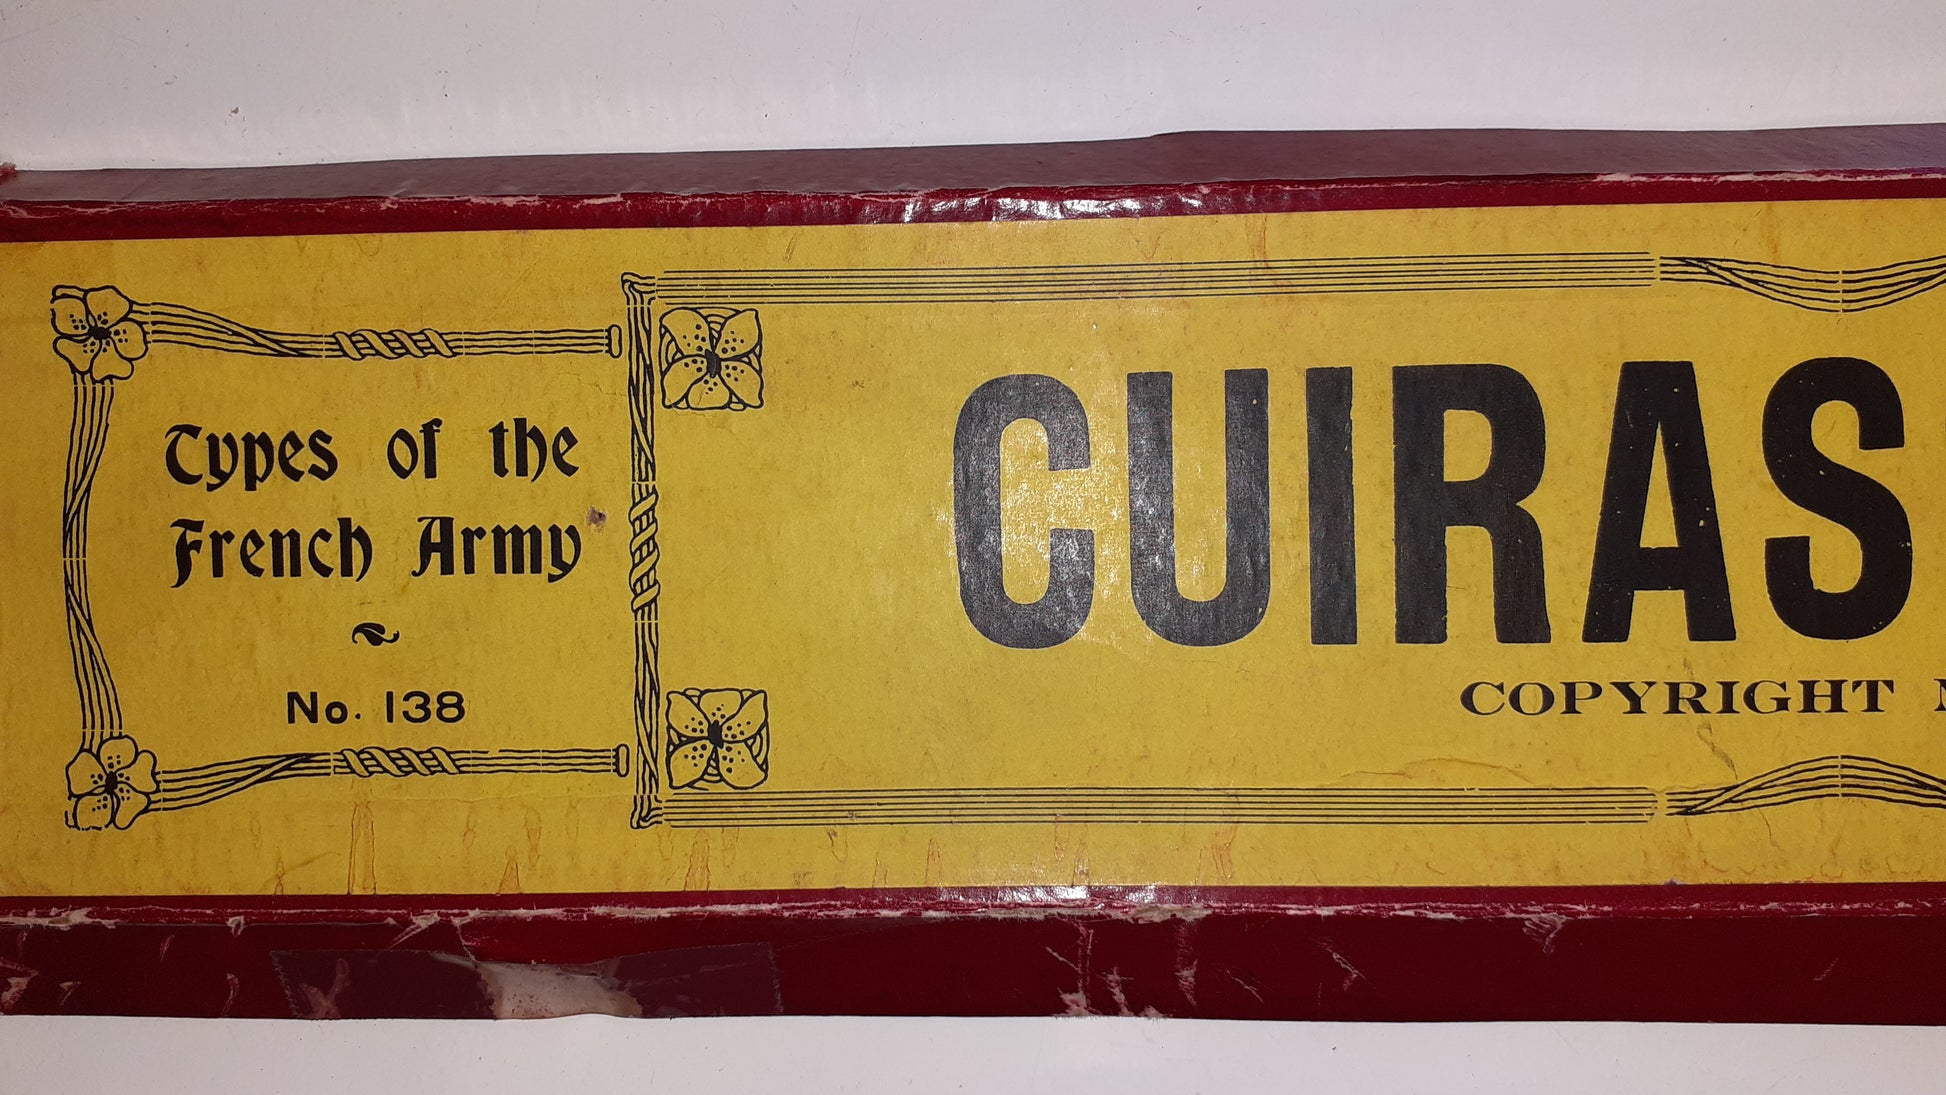 Types of the
French Army
No. 138
CUIRAS
COPYRIGHT